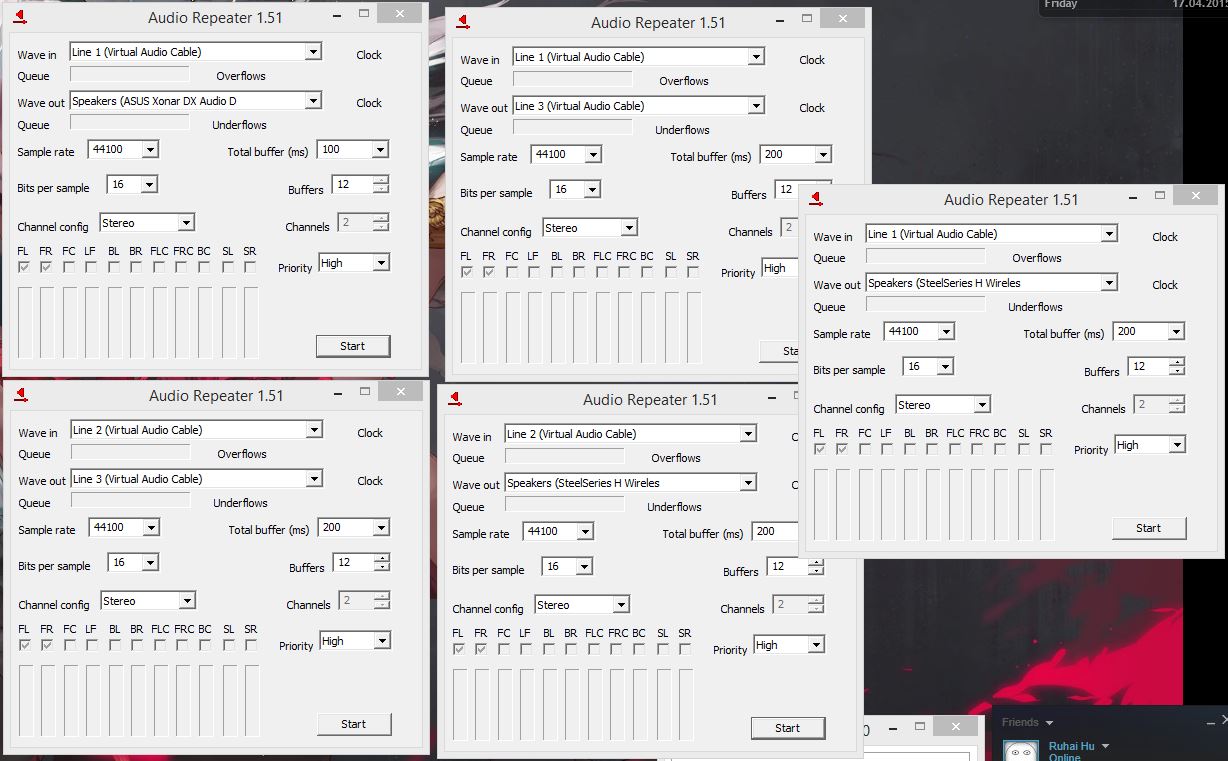 Audio Repeater 1.51
Wave in Line 1 (Virtual Audio Cable) Clock
Queue Overflows
Wave out Speakers (ASUS Xonar DX Audio D Clock
Queue Underflows
Sample rate 44100 Total buffer (ms) 100
Bits per sample 16 Buffers 12
Channel config Stereo Channels 2
FL FR FC LF BL BR FLC FRC BC SL SR
Priority High
Start
Audio Repeater 1.51
Wave in Line 1 (Virtual Audio Cable) Clock
Queue Overflows
Wave out Line 3 (Virtual Audio Cable) Clock
Queue Underflows
Sample rate 44100 Total buffer (ms) 200
Bits per sample 16 Buffers 12
Channel config Stereo Channels 2
FL FR FC LF BL BR FLC FRC BC SL SR
Priority High
Sta
Friday 17.04.201
Audio Repeater 1.51
Wave in Line 1 (Virtual Audio Cable) Clock
Queue Overflows
Wave out Speakers (SteelSeries H Wireles Clock
Queue Underflows
Sample rate 44100 Total buffer (ms) 200
Bits per sample 16 Buffers 12
Channel config Stereo Channels 2
FL FR FC LF BL BR FLC FRC BC SL SR
Priority High
Start
Audio Repeater 1.51
Wave in Line 2 (Virtual Audio Cable) Clock
Queue Overflows
Wave out Line 3 (Virtual Audio Cable) Clock
Queue Underflows
Sample rate 44100 Total buffer (ms) 200
Bits per sample 16 Buffers 12
Channel config Stereo Channels 2
FL FR FC LF BL BR FLC FRC BC SL SR
Priority High
Start
Audio Repeater 1.51
Wave in Line 2 (Virtual Audio Cable) C
Queue Overflows
Wave out Speakers (SteelSeries H Wireles C
Queue Underflows
Sample rate 44100 Total buffer (ms) 200
Bits per sample 16 Buffers 12
Channel config Stereo Channels 2
FL FR FC LF BL BR FLC FRC BC SL SR
Priority High
Start
Friends
Ruhai Hu
Online